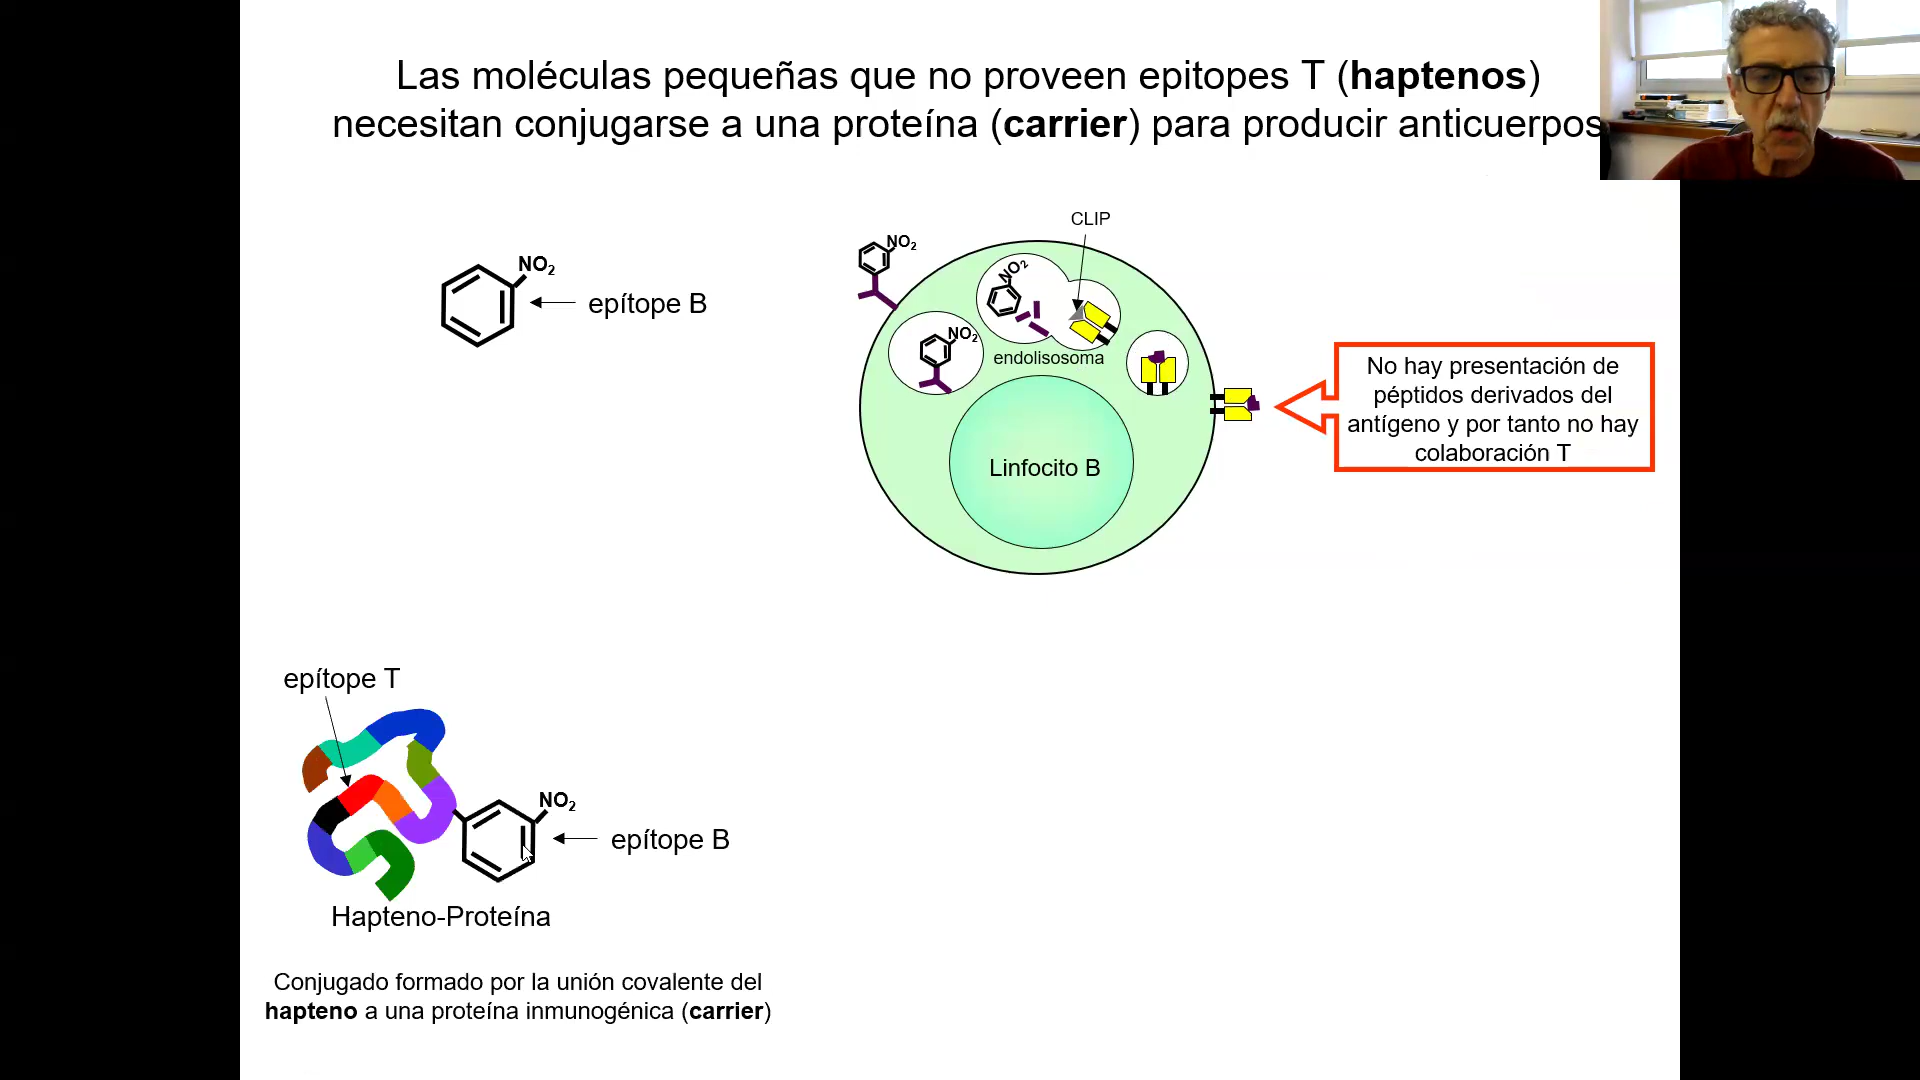 Las moléculas pequeñas que no proveen epitopes T (haptenos)
necesitan conjugarse a una proteína (carrier) para producir anticuerpos
NO2
epítope B
CLIP
NO2
NO2
NO2
endolisosoma
Linfocito B
No hay presentación de
péptidos derivados del
antígeno y por tanto no hay
colaboración T
epítope T
NO2
epítope B
Hapteno-Proteína
Conjugado formado por la unión covalente del
hapteno a una proteína inmunogénica (carrier)